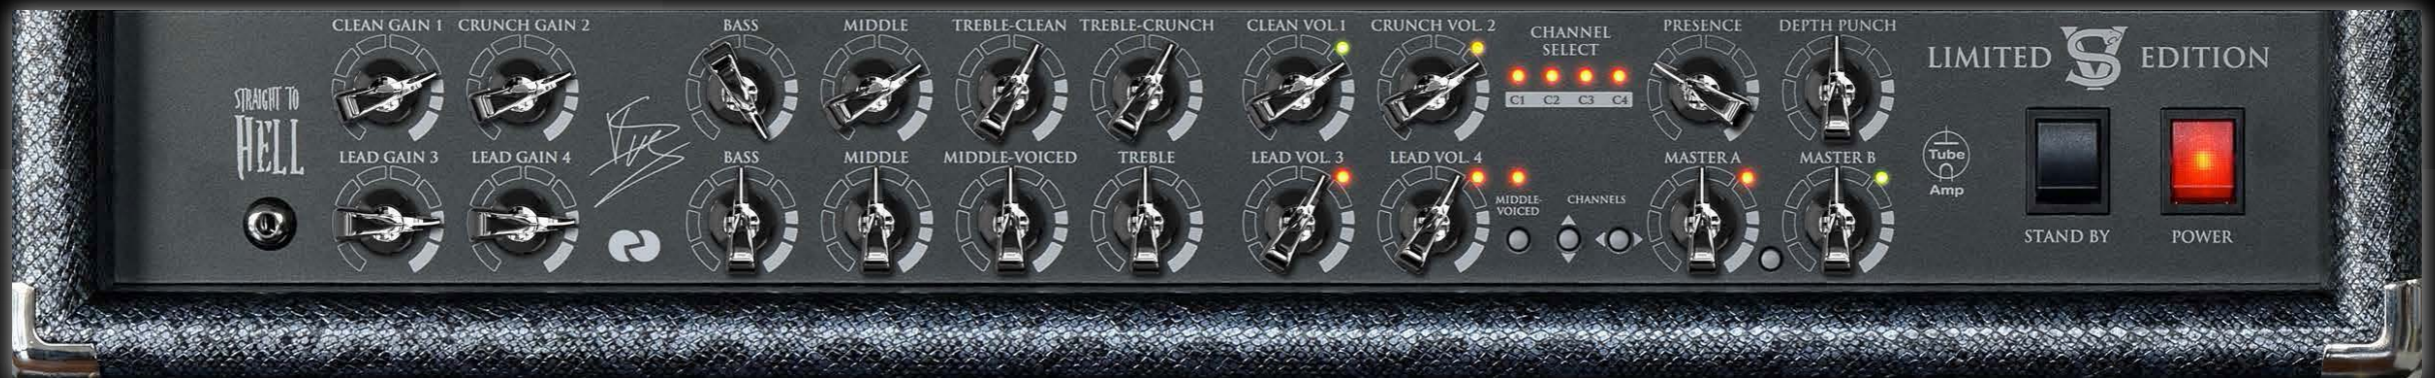 CLEAN GAIN 1 CRUNCH GAIN 2 BASS MIDDLE TREBLE-CLEAN TREBLE-CRUNCH CLEAN VOL.1 CRUNCH VOL. 2 CHANNEL SELECT PRESENCE DEPTH PUNCH
LIMITED VS EDITION
C1 C2 C3 C4
STRAIGHT TO
HELL
LEAD GAIN 3 LEAD GAIN 4 BASS MIDDLE MIDDLE-VOICED TREBLE LEAD VOL. 3 LEAD VOL. 4 MASTER A MASTER B
Tube
Amp
MIDDLE-
VOICED
CHANNELS
STAND BY POWER